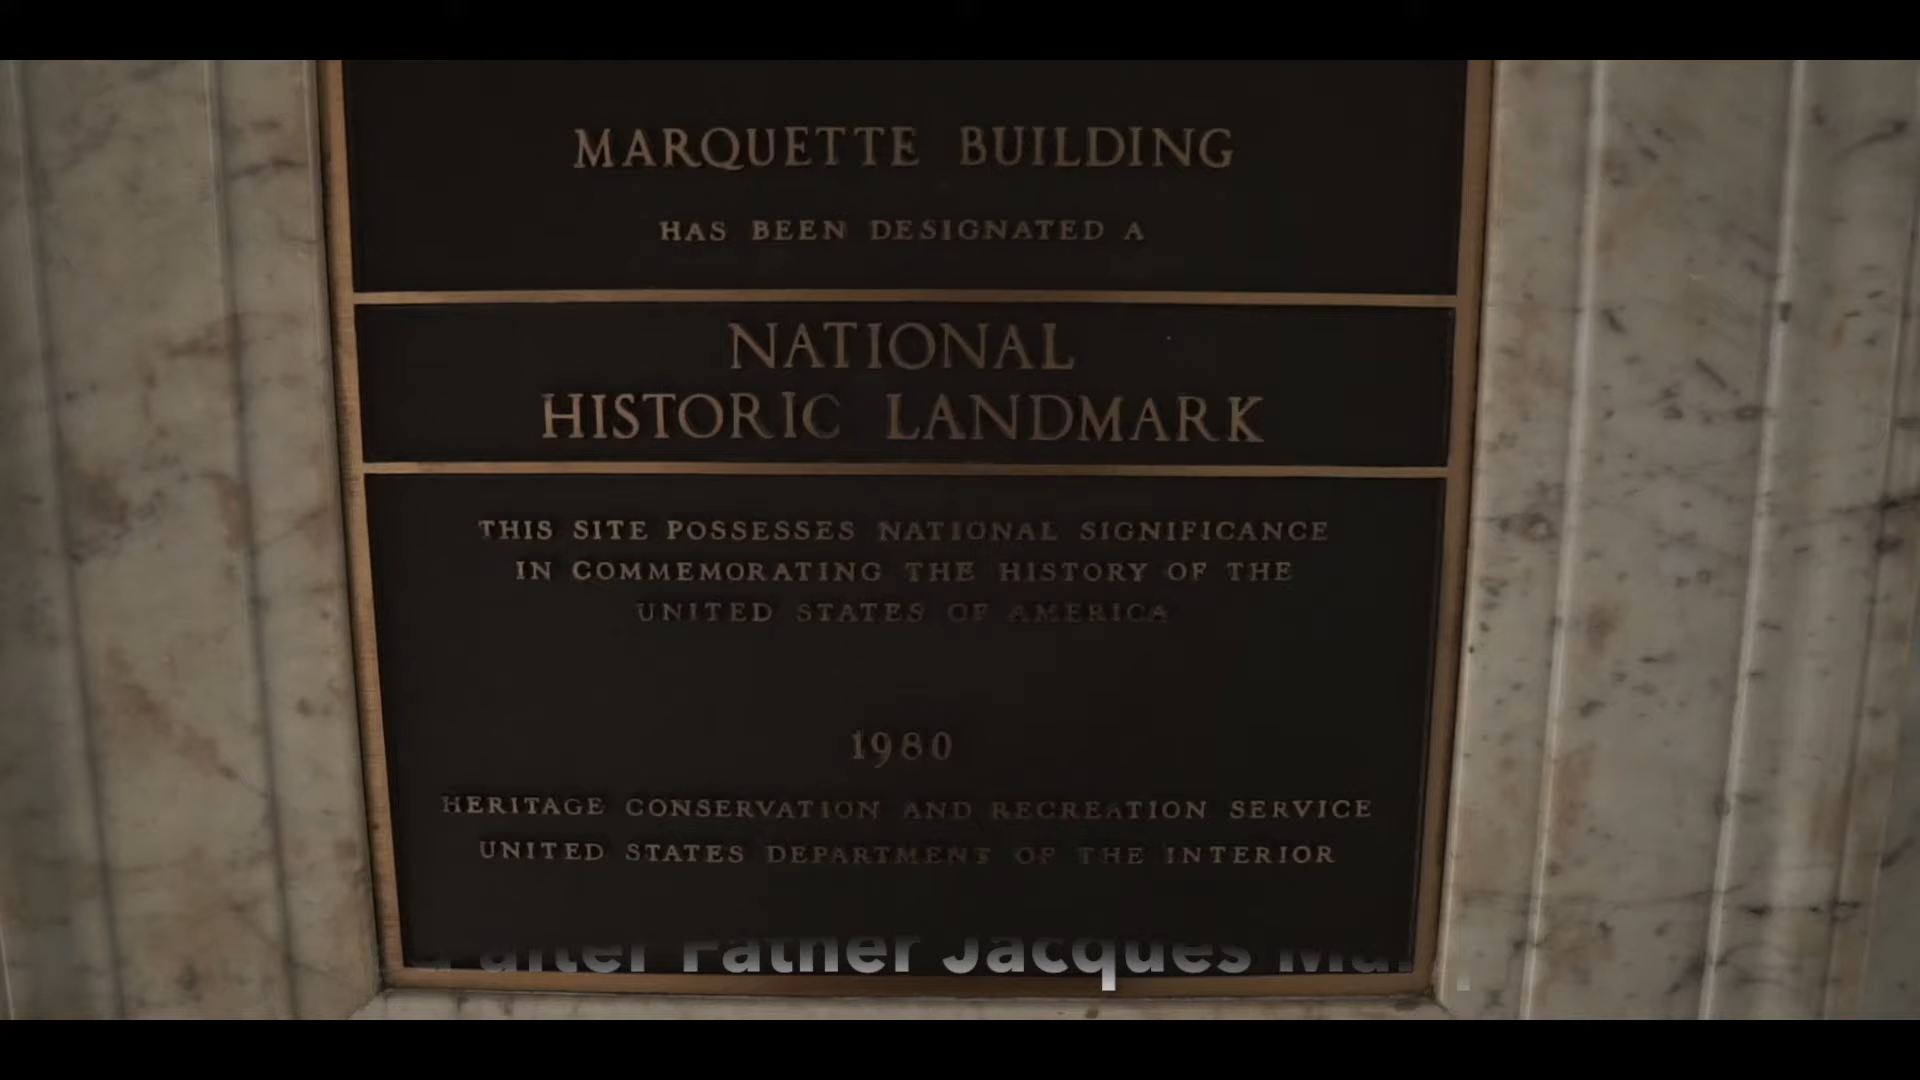 MARQUETTE BUILDING
HAS BEEN DESIGNATED A
NATIONAL
HISTORIC LANDMARK
THIS SITE POSSESSES NATIONAL SIGNIFICANCE
IN COMMEMORATING THE HISTORY OF THE
UNITED STATES OF AMERICA
1980
HERITAGE CONSERVATION AND RECREATION SERVICE
UNITED STATES DEPARTMENT OF THE INTERIOR
after Father Jacques